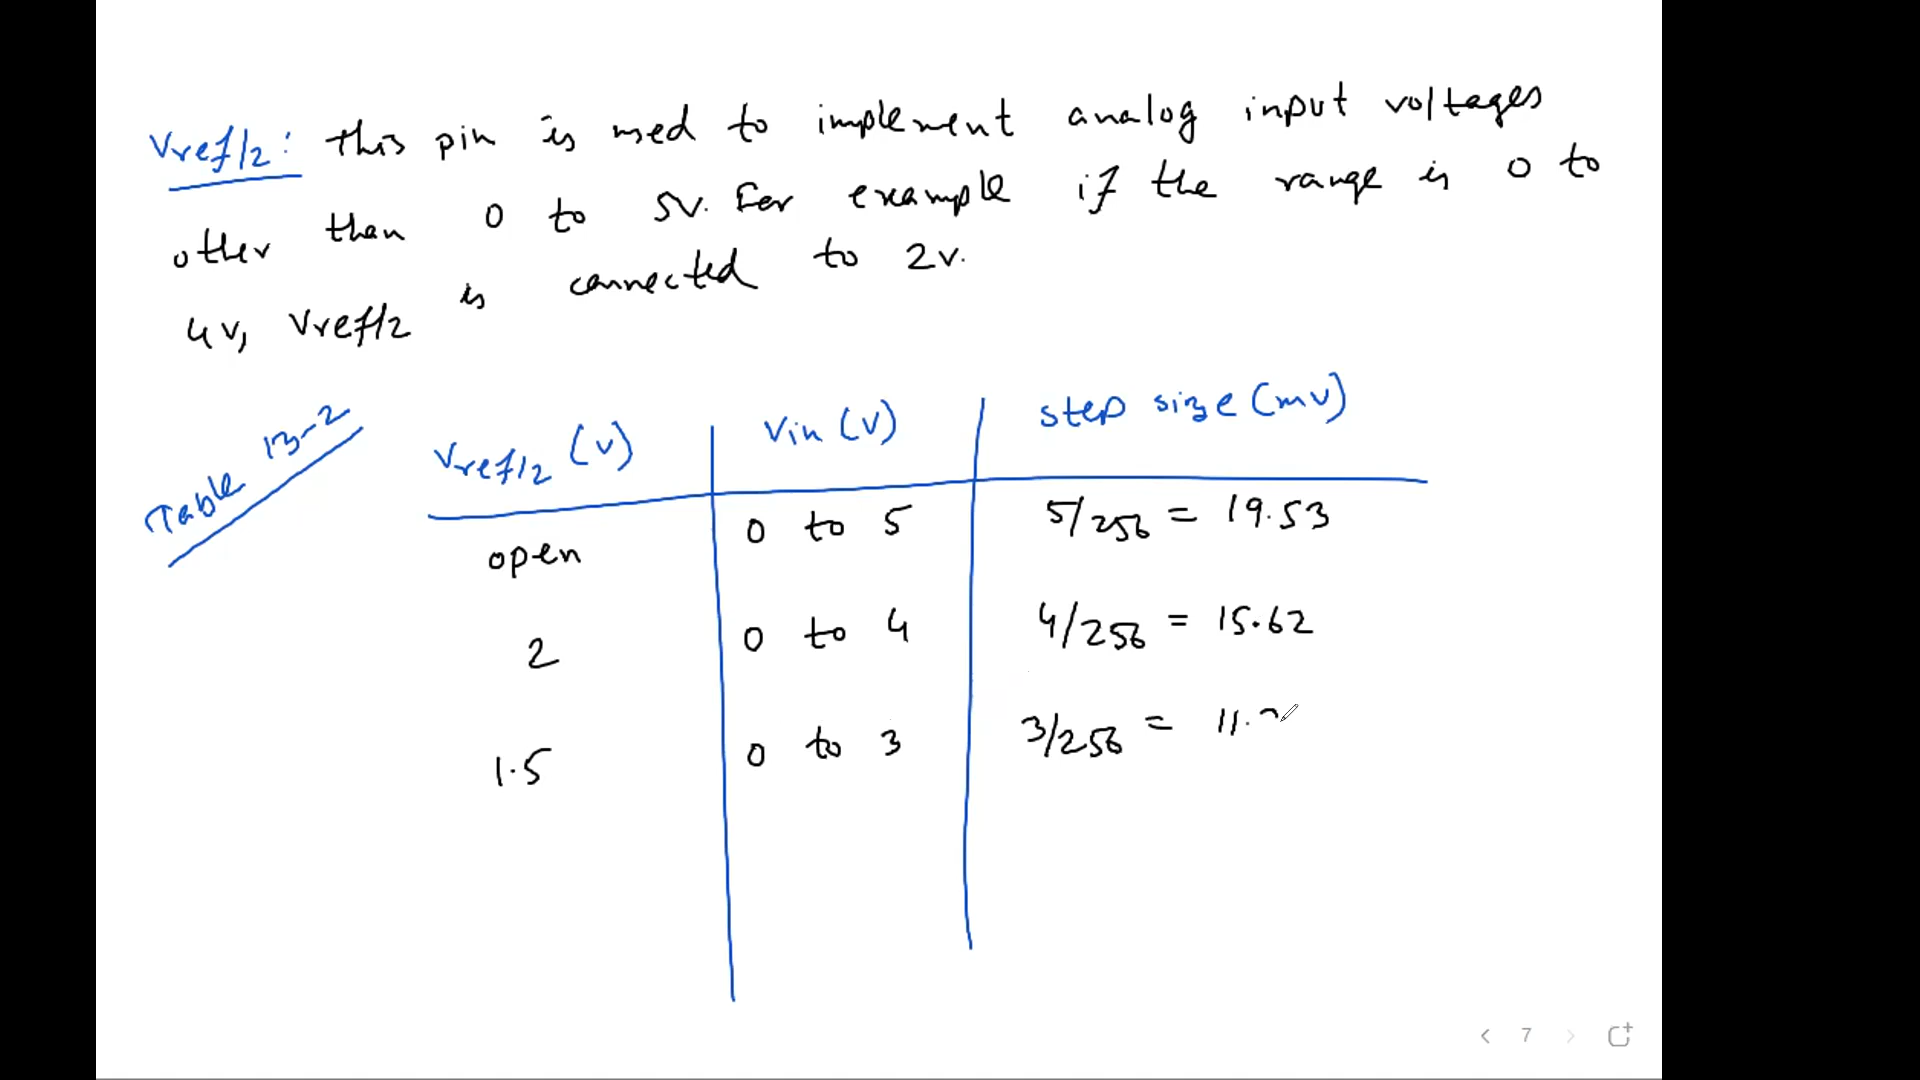 Vref/2: This pin is used to implement analog input voltages
other than 0 to 5V. For example if the range is 0 to
4V, Vref/2 is connected to 2V.
Table 13-2
Vref/2 (V) Vin (V) step size (mV)
open 0 to 5 5/256 = 19.53
2 0 to 4 4/256 = 15.62
1.5 0 to 3 3/256 = 11.
7